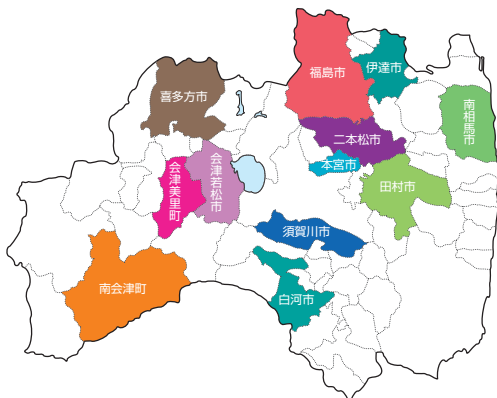 福島市
伊達市
喜多方市
南相馬市
二本松市
本宮市
会津若松市
会津美里町
田村市
須賀川市
南会津町
白河市